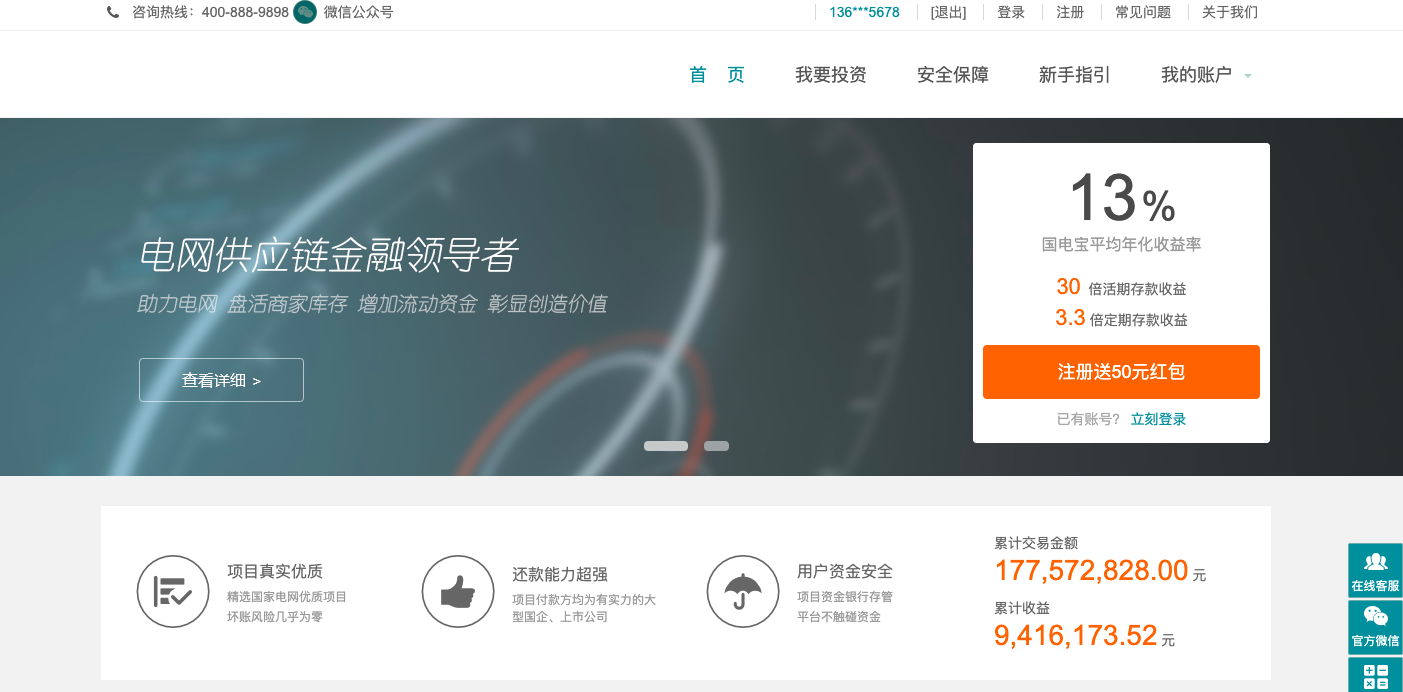 咨询热线：400-888-9898 微信公众号
136***5678 [退出] 登录 注册 常见问题 关于我们
首 页 我要投资 安全保障 新手指引 我的账户
电网供应链金融领导者
助力电网 盘活商家库存 增加流动资金 彰显创造价值
查看详细 >
13%
国电宝平均年化收益率
30 倍活期存款收益
3.3 倍定期存款收益
注册送50元红包
已有账号? 立刻登录
项目真实优质
精选国家电网优质项目
坏账风险几乎为零
还款能力超强
项目付款方均为有实力的大
型国企、上市公司
用户资金安全
项目资金银行存管
平台不触碰资金
累计交易金额
177,572,828.00 元
累计收益
9,416,173.52 元
在线客服
官方微信